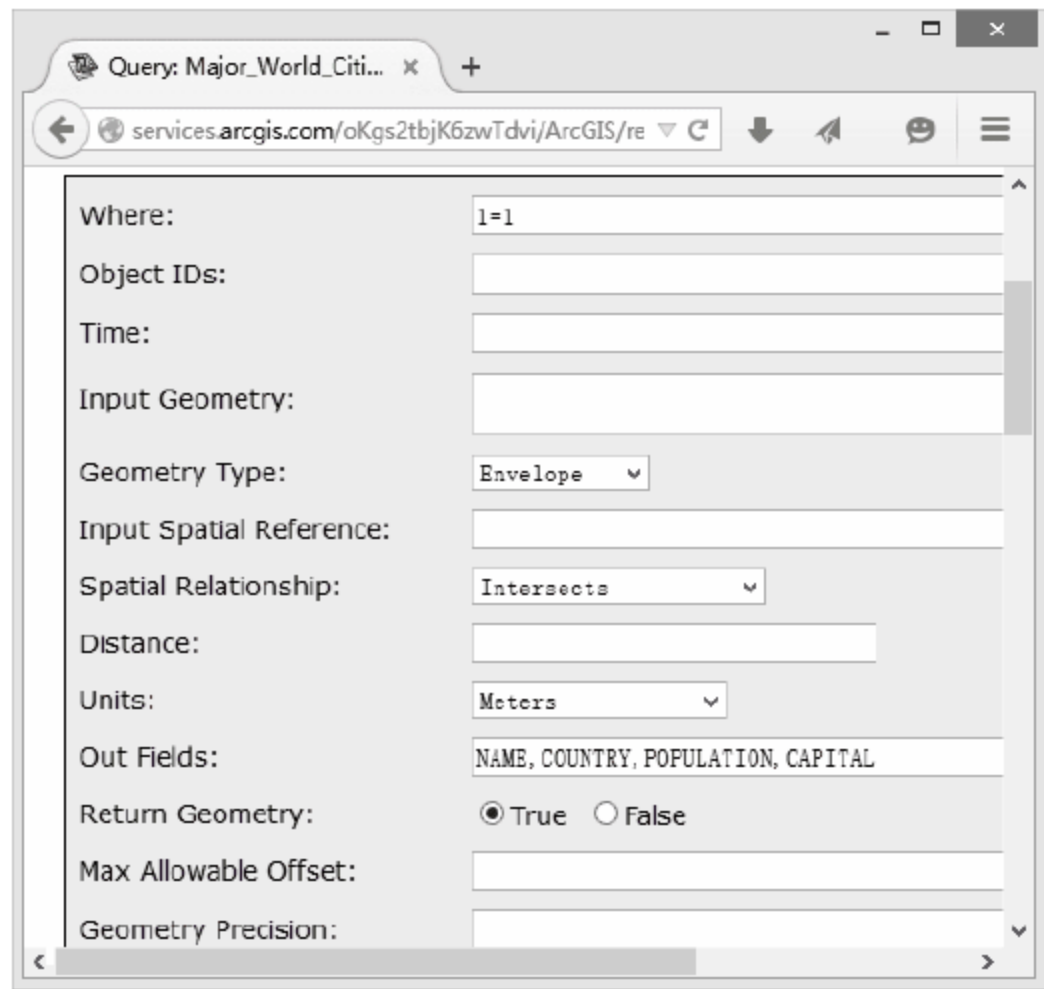 Query: Major_World_Citi...
services.arcgis.com/oKgs2tbjK6zwTdvi/ArcGIS/re
Where: 1=1
Object IDs:
Time:
Input Geometry:
Geometry Type: Envelope
Input Spatial Reference:
Spatial Relationship: Intersects
Distance:
Units: Meters
Out Fields: NAME, COUNTRY, POPULATION, CAPITAL
Return Geometry: True False
Max Allowable Offset:
Geometry Precision: